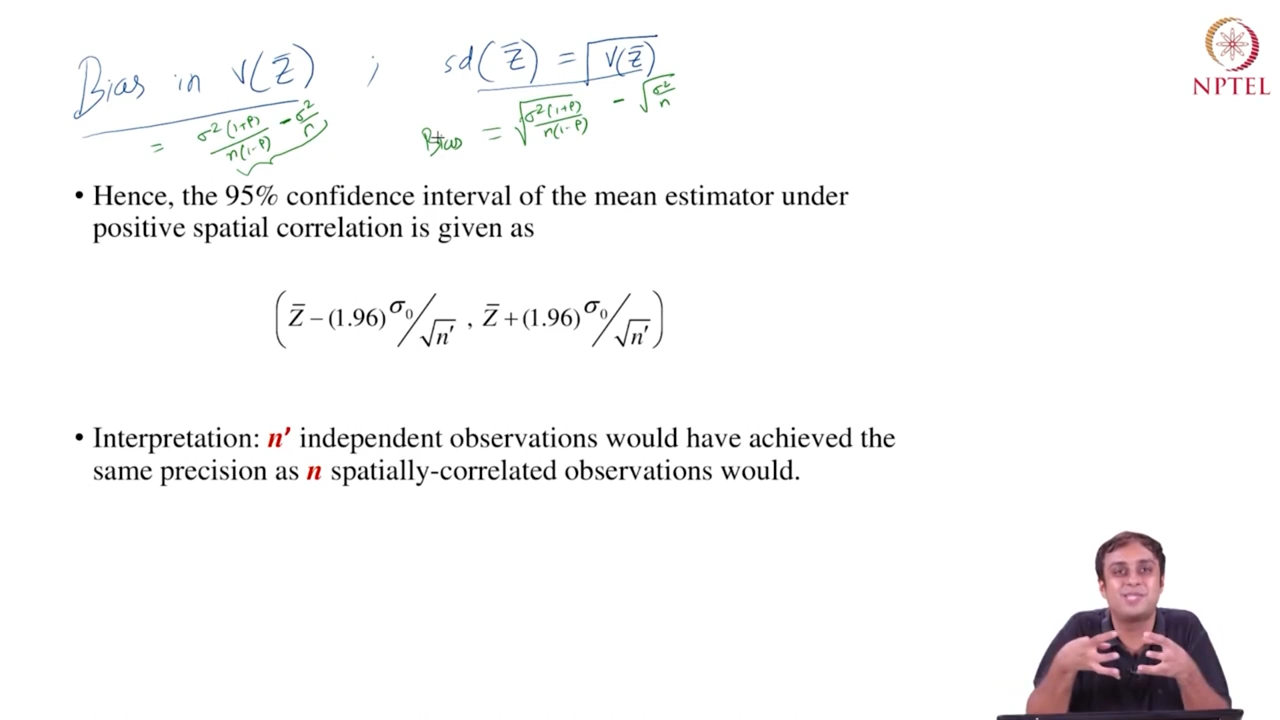 Bias in V(Z̄) ; sd(Z̄) = √V(Z̄)
= σ²(1+ρ)/n(1-ρ) - σ²/n
Bias = √(σ²(1+ρ)/n(1-ρ)) - √(σ²/n)
NPTEL
• Hence, the 95% confidence interval of the mean estimator under
positive spatial correlation is given as
(Z̄ – (1.96) σ₀/√n′ , Z̄ + (1.96) σ₀/√n′)
• Interpretation: n′ independent observations would have achieved the
same precision as n spatially-correlated observations would.